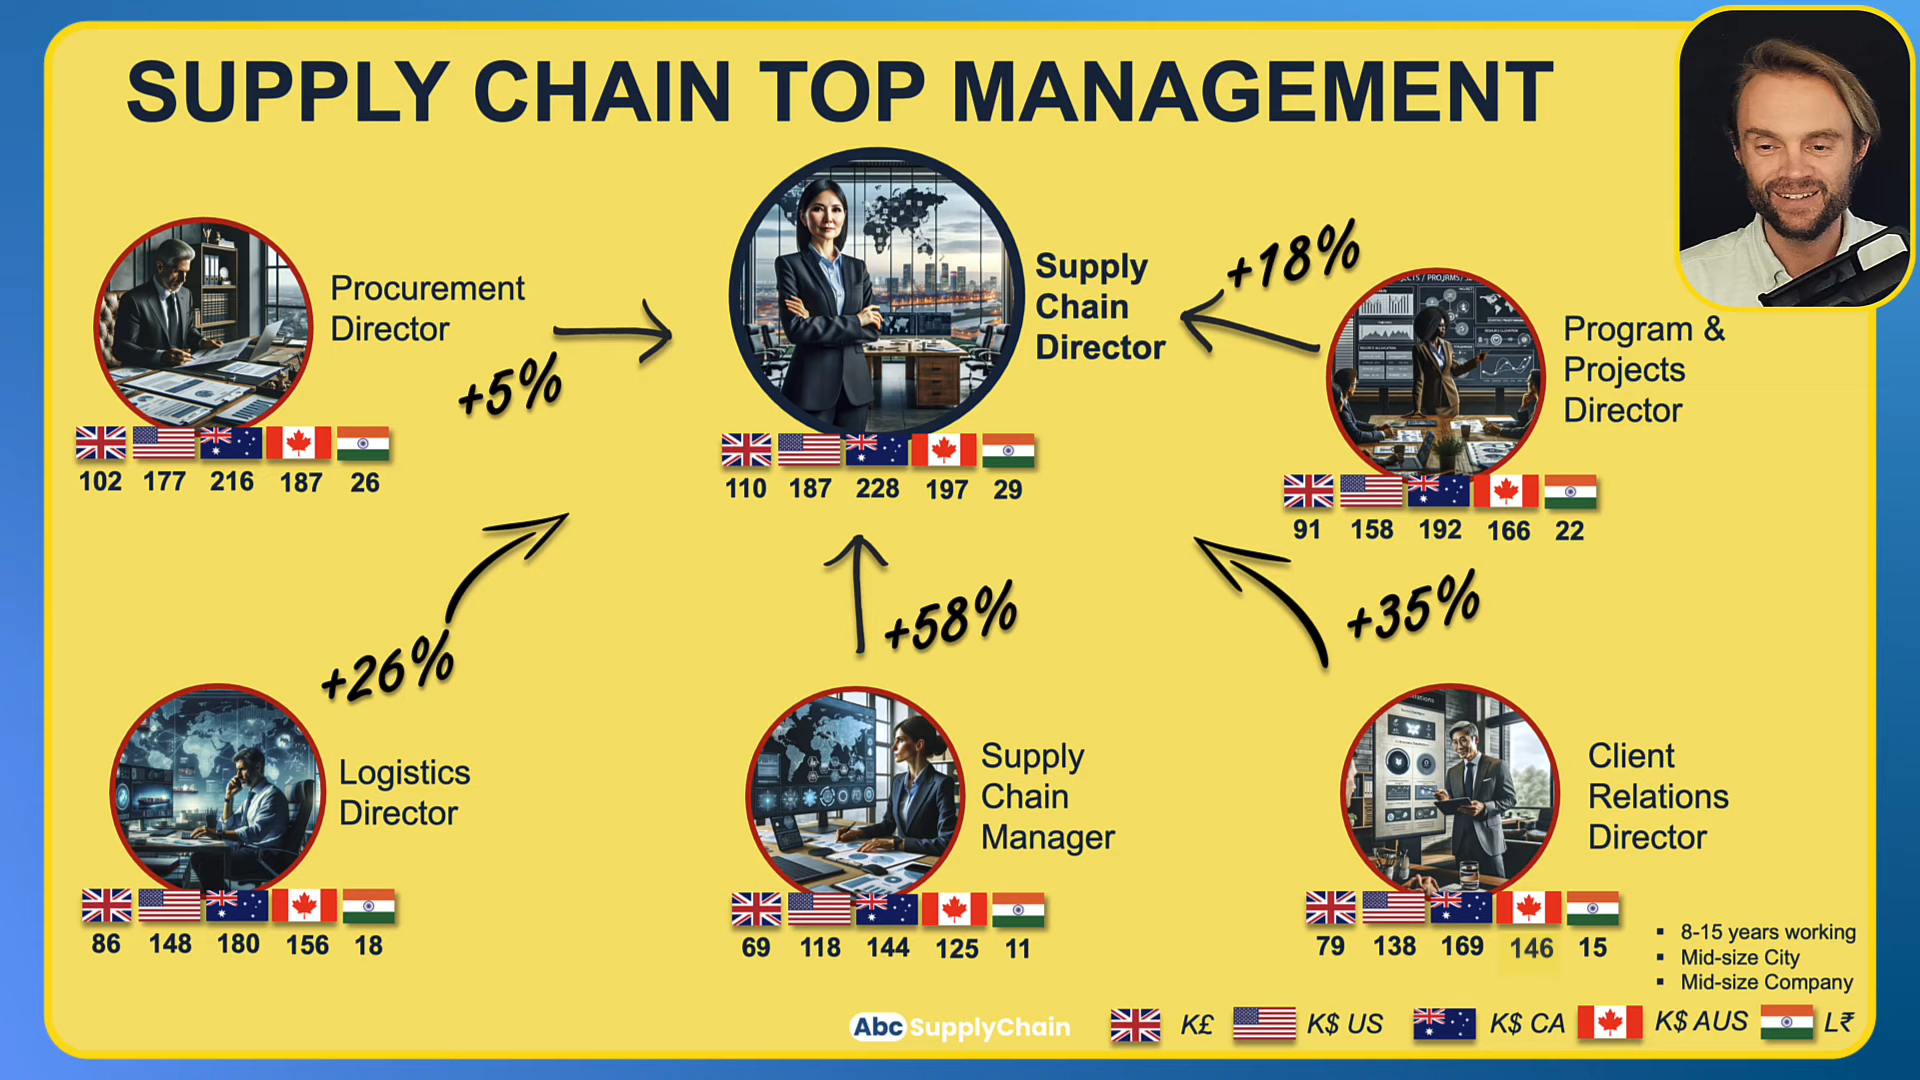 SUPPLY CHAIN TOP MANAGEMENT
Procurement
Director
+5%
102 177 216 187 26
Supply
Chain
Director
110 187 228 197 29
+18%
Program &
Projects
Director
91 158 192 166 22
+26%
Logistics
Director
86 148 180 156 18
+58%
Supply
Chain
Manager
69 118 144 125 11
+35%
Client
Relations
Director
79 138 169 146 15
▪ 8-15 years working
▪ Mid-size City
▪ Mid-size Company
Abc SupplyChain
K£ K$ US K$ CA K$ AUS L₹